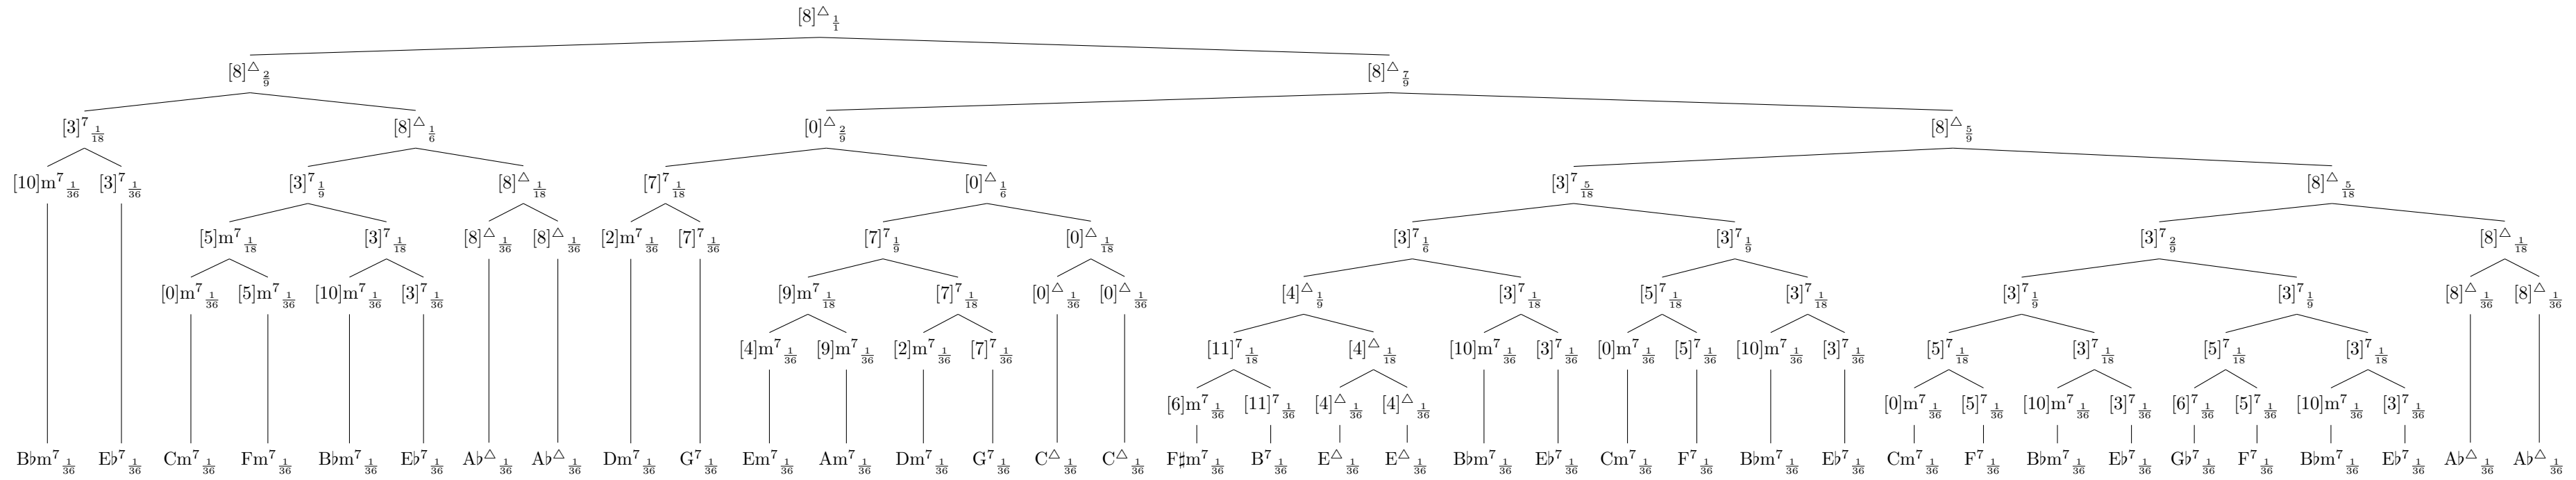 [8]△ 1/1
[8]△ 2/9 [8]△ 7/9
[3]7 1/18 [8]△ 1/6 [0]△ 2/9 [8]△ 5/9
[10]m7 1/36 [3]7 1/36 [3]7 1/9 [8]△ 1/18 [7]7 1/18 [0]△ 1/6 [3]7 5/18 [8]△ 5/18
[5]m7 1/18 [3]7 1/18 [8]△ 1/36 [8]△ 1/36 [2]m7 1/36 [7]7 1/36 [7]7 1/9 [0]△ 1/18 [3]7 1/6 [3]7 1/9 [3]7 2/9 [8]△ 1/18
[0]m7 1/36 [5]m7 1/36 [10]m7 1/36 [3]7 1/36 [9]m7 1/18 [7]7 1/18 [0]△ 1/36 [0]△ 1/36 [4]△ 1/9 [3]7 1/18 [5]7 1/18 [3]7 1/18 [3]7 1/9 [3]7 1/9 [8]△ 1/36 [8]△ 1/36
[4]m7 1/36 [9]m7 1/36 [2]m7 1/36 [7]7 1/36 [11]7 1/18 [4]△ 1/18 [10]m7 1/36 [3]7 1/36 [0]m7 1/36 [5]7 1/36 [10]m7 1/36 [3]7 1/36 [5]7 1/18 [3]7 1/18 [5]7 1/18 [3]7 1/18
[6]m7 1/36 [11]7 1/36 [4]△ 1/36 [4]△ 1/36 [0]m7 1/36 [5]7 1/36 [10]m7 1/36 [3]7 1/36 [6]7 1/36 [5]7 1/36 [10]m7 1/36 [3]7 1/36
B♭m7 1/36 E♭7 1/36 Cm7 1/36 Fm7 1/36 B♭m7 1/36 E♭7 1/36 A♭△ 1/36 A♭△ 1/36 Dm7 1/36 G7 1/36 Em7 1/36 Am7 1/36 Dm7 1/36 G7 1/36 C△ 1/36 C△ 1/36 F♯m7 1/36 B7 1/36 E△ 1/36 E△ 1/36 B♭m7 1/36 E♭7 1/36 Cm7 1/36 F7 1/36 B♭m7 1/36 E♭7 1/36 Cm7 1/36 F7 1/36 B♭m7 1/36 E♭7 1/36 G♭7 1/36 F7 1/36 B♭m7 1/36 E♭7 1/36 A♭△ 1/36 A♭△ 1/36